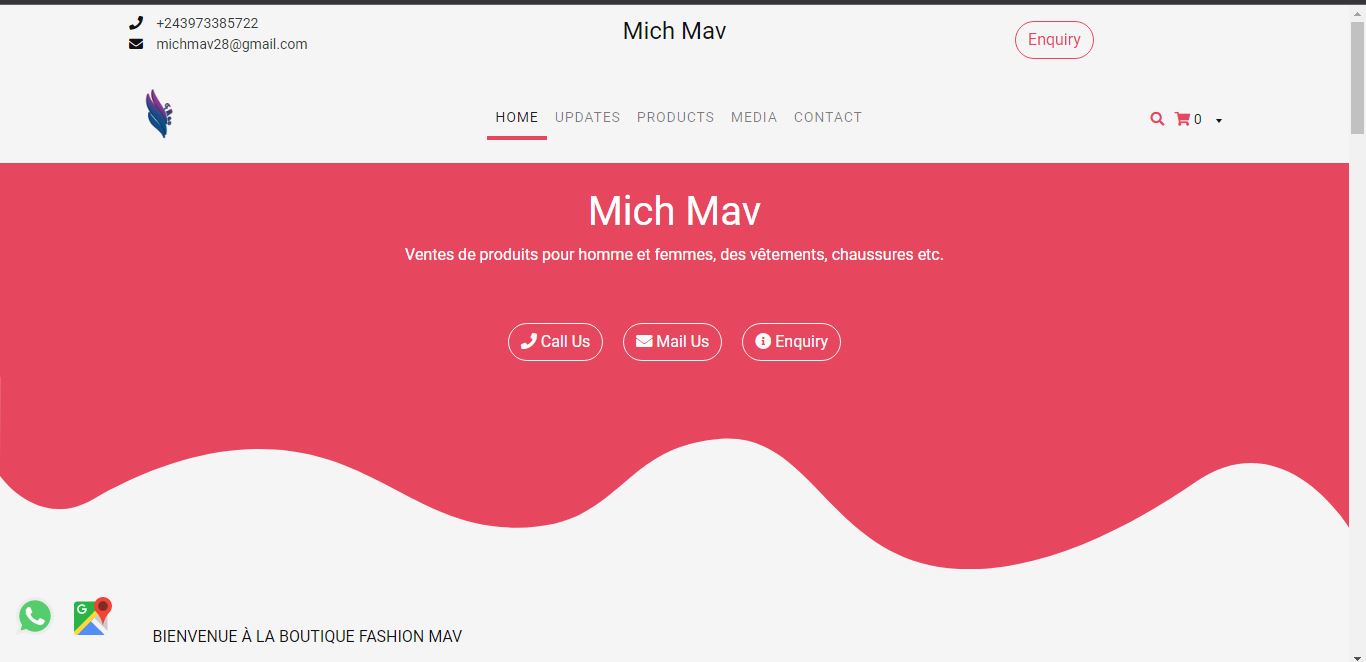 +243973385722
michmav28@gmail.com
Mich Mav
Enquiry
HOME UPDATES PRODUCTS MEDIA CONTACT
0
Mich Mav
Ventes de produits pour homme et femmes, des vêtements, chaussures etc.
Call Us Mail Us Enquiry
G
BIENVENUE À LA BOUTIQUE FASHION MAV